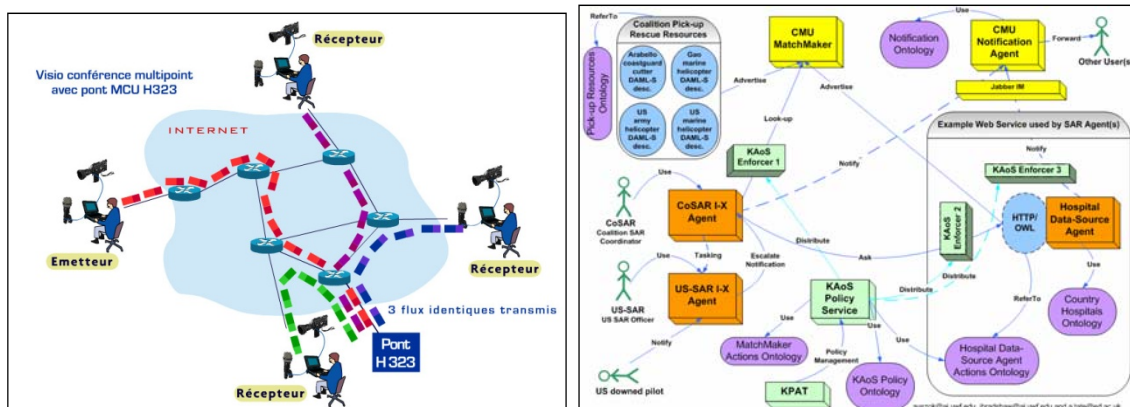 Récepteur
Visio conférence multipoint
avec pont MCU H323
INTERNET
Emetteur
Récepteur
3 flux identiques transmis
Pont
H 323
Récepteur
ReferTo
Coalition Pick-up
Rescue Resources
Pick-up Resources
Ontology
Arabello
coastguard
cutter
DAML-S
desc.
Gao
marine
helicopter
DAML-S
desc.
US
army
helicopter
DAML-S
desc.
US
marine
helicopter
DAML-S
desc.
CMU
MatchMaker
Advertise
Look-up
Use
Notification
Ontology
CMU
Notification
Agent
Forward
Other User(s)
Advertise
Jabber IM
Example Web Service used by SAR Agent(s)
Notify
KAoS
Enforcer 1
Notify
KAoS Enforcer 3
Use
CoSAR
Coalition SAR
Coordinator
CoSAR I-X
Agent
KAoS
Enforcer 2
HTTP/
OWL
Hospital
Data-Source
Agent
Distribute
Ask
Tasking
Escalate
Notification
Use
US-SAR
US SAR Officer
US-SAR I-X
Agent
KAoS
Policy
Service
Distribute
Distribute
Use
ReferTo
Country
Hospitals
Ontology
Notify
Use
MatchMaker
Actions Ontology
Policy
Management
Use
Use
Hospital Data-
Source Agent
Actions Ontology
US downed pilot
KPAT
KAoS Policy
Ontology